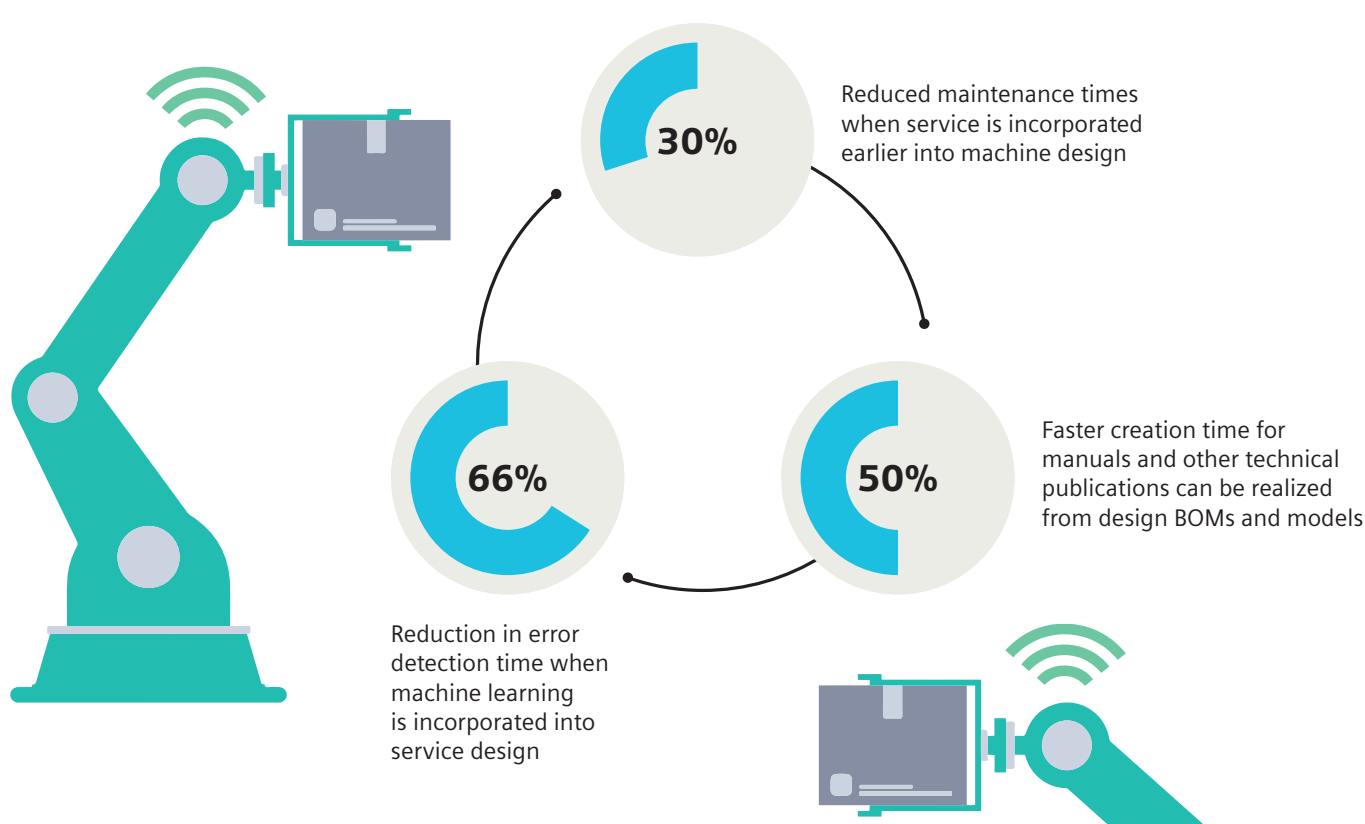 30%
Reduced maintenance times
when service is incorporated
earlier into machine design
50%
Faster creation time for
manuals and other technical
publications can be realized
from design BOMs and models
66%
Reduction in error
detection time when
machine learning
is incorporated into
service design